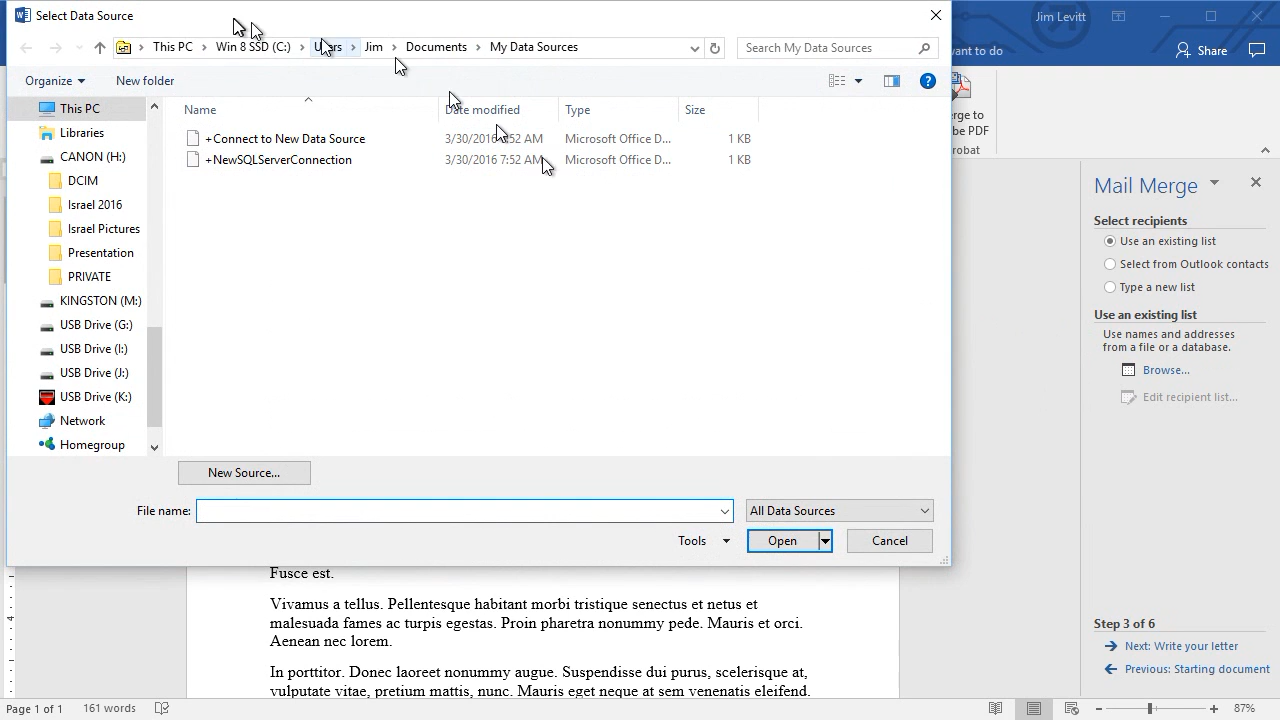 Select Data Source
Jim Levitt
This PC > Win 8 SSD (C:) > Users > Jim > Documents > My Data Sources
Search My Data Sources
want to do
Share
Organize
New folder
Name
Date modified
Type
Size
+Connect to New Data Source
Microsoft Office D...
1 KB
+NewSQLServerConnection
3/30/2016 7:52 AM
Microsoft Office D...
1 KB
This PC
Libraries
CANON (H:)
DCIM
Israel 2016
Israel Pictures
Presentation
PRIVATE
KINGSTON (M:)
USB Drive (G:)
USB Drive (I:)
USB Drive (J:)
USB Drive (K:)
Network
Homegroup
New Source...
File name:
All Data Sources
Tools
Open
Cancel
Mail Merge
Select recipients
Use an existing list
Select from Outlook contacts
Type a new list
Use an existing list
Use names and addresses
from a file or a database.
Browse...
Edit recipient list...
Step 3 of 6
Next: Write your letter
Previous: Starting document
Fusce est.
Vivamus a tellus. Pellentesque habitant morbi tristique senectus et netus et
malesuada fames ac turpis egestas. Proin pharetra nonummy pede. Mauris et orci.
Aenean nec lorem.
In porttitor. Donec laoreet nonummy augue. Suspendisse dui purus, scelerisque at,
vulputate vitae, pretium mattis, nunc. Mauris eget neque at sem venenatis eleifend.
4
Page 1 of 1
161 words
87%